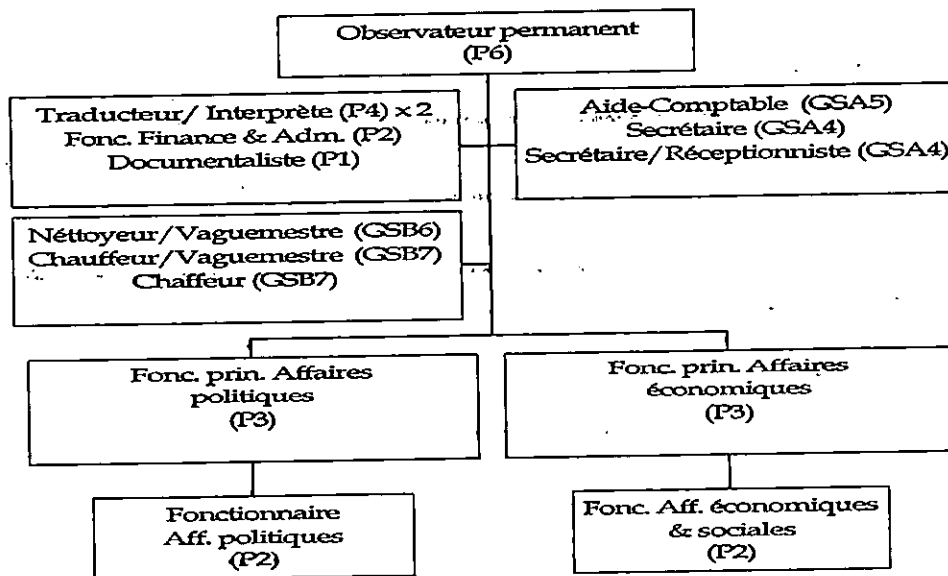 Observateur permanent
(P6)
Traducteur/ Interprète (P4) x 2
Fonc. Finance & Adm. (P2)
Documentaliste (P1)
Aide-Comptable (GSA5)
Secrétaire (GSA4)
Secrétaire/Réceptionniste (GSA4)
Néttoyeur/Vaguemestre (GSB6)
Chauffeur/Vaguemestre (GSB7)
Chaffeur (GSB7)
Fonc. prin. Affaires
politiques
(P3)
Fonc. prin. Affaires
économiques
(P3)
Fonctionnaire
Aff. politiques
(P2)
Fonc. Aff. économiques
& sociales
(P2)